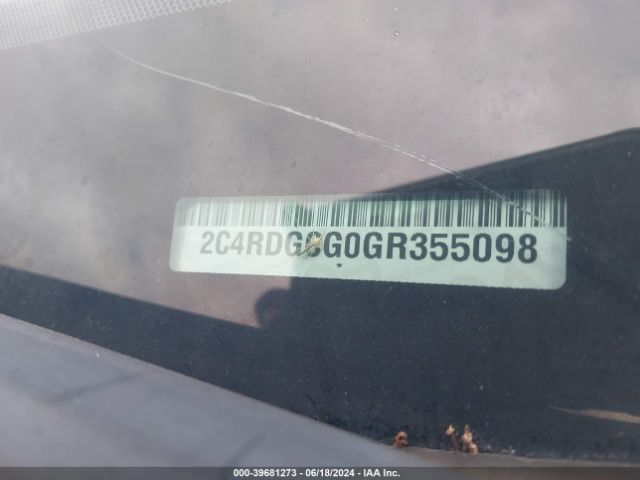 2C4RDGCG0GR355098
*
000-39681273 - 06/18/2024 - IAA Inc.